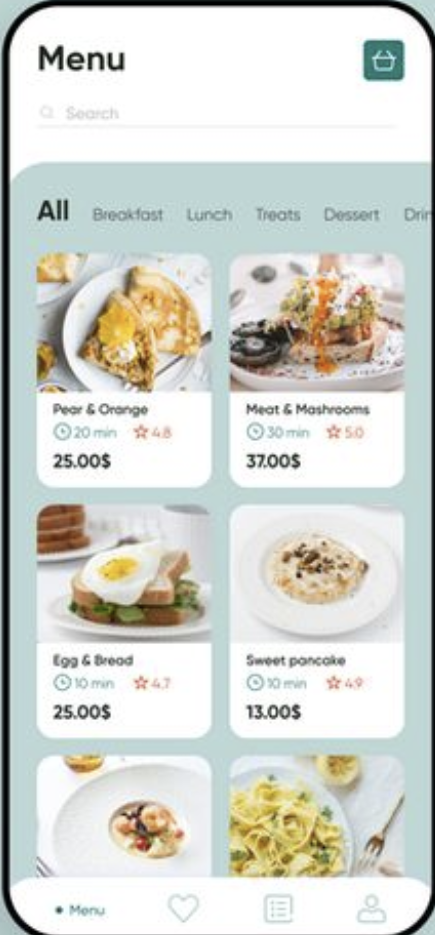 Menu
Search
All Breakfast Lunch Treats Dessert Drin
Pear & Orange
20 min 4.8
25.00$
Meat & Mashrooms
30 min 5.0
37.00$
Egg & Bread
10 min 4.7
25.00$
Sweet pancake
10 min 4.9
13.00$
Menu